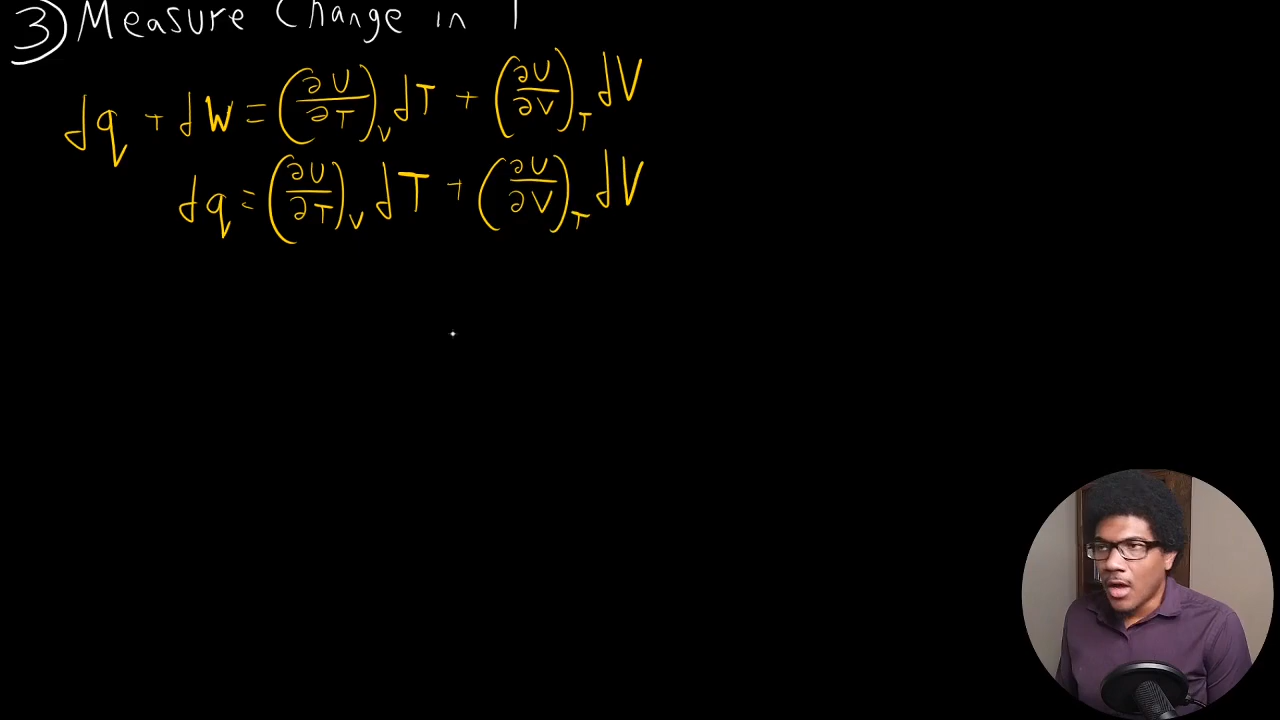 ③ Measure Change in T
dq + dW = (∂U/∂T)_V dT + (∂U/∂V)_T dV
dq = (∂U/∂T)_V dT + (∂U/∂V)_T dV